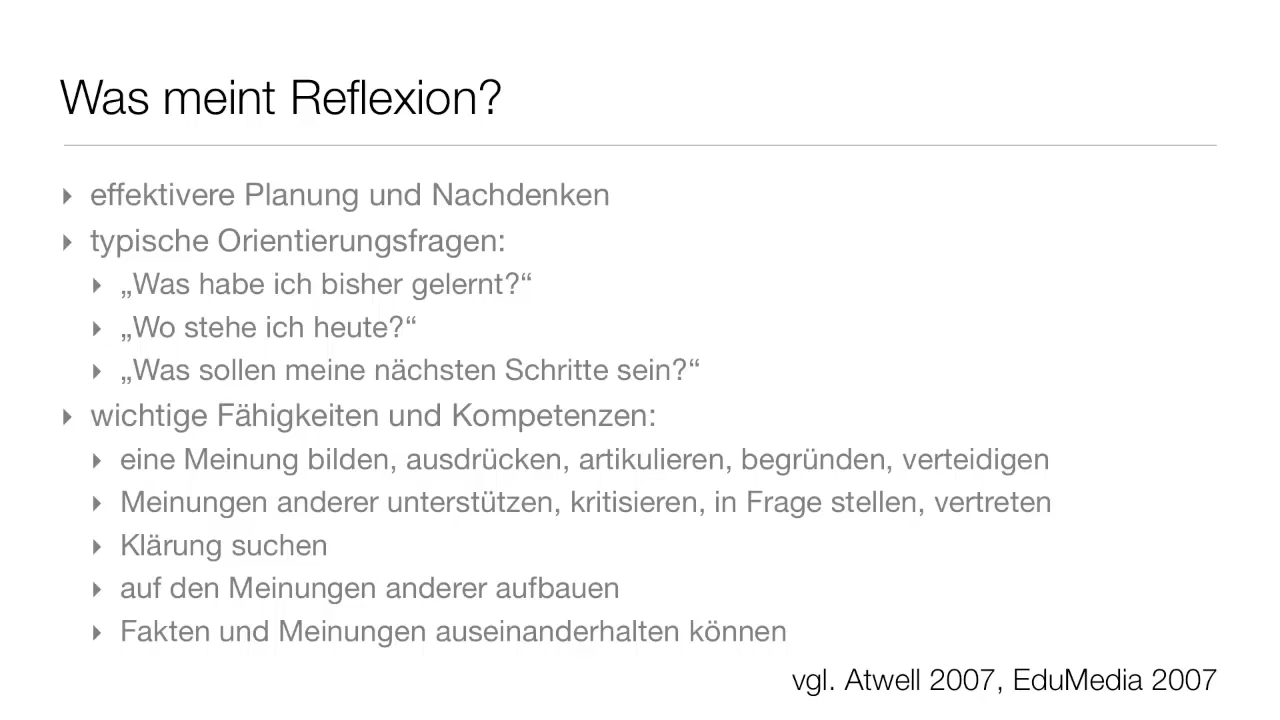 Was meint Reflexion?
‣ effektivere Planung und Nachdenken
‣ typische Orientierungsfragen:
‣ „Was habe ich bisher gelernt?“
‣ „Wo stehe ich heute?“
‣ „Was sollen meine nächsten Schritte sein?“
‣ wichtige Fähigkeiten und Kompetenzen:
‣ eine Meinung bilden, ausdrücken, artikulieren, begründen, verteidigen
‣ Meinungen anderer unterstützen, kritisieren, in Frage stellen, vertreten
‣ Klärung suchen
‣ auf den Meinungen anderer aufbauen
‣ Fakten und Meinungen auseinanderhalten können
vgl. Atwell 2007, EduMedia 2007